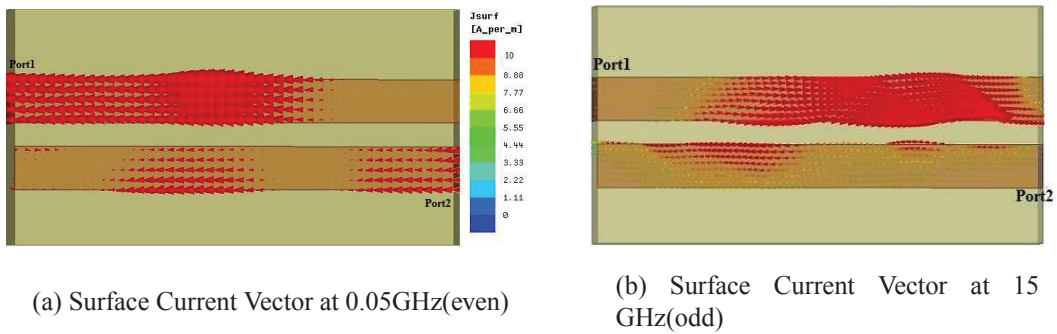 Port1
Port2
Jsurf
[A_per_m]
10
8.88
7.77
6.66
5.55
4.44
3.33
2.22
1.11
0
Port1
Port2
(a) Surface Current Vector at 0.05GHz(even)
(b) Surface Current Vector at 15
GHz(odd)